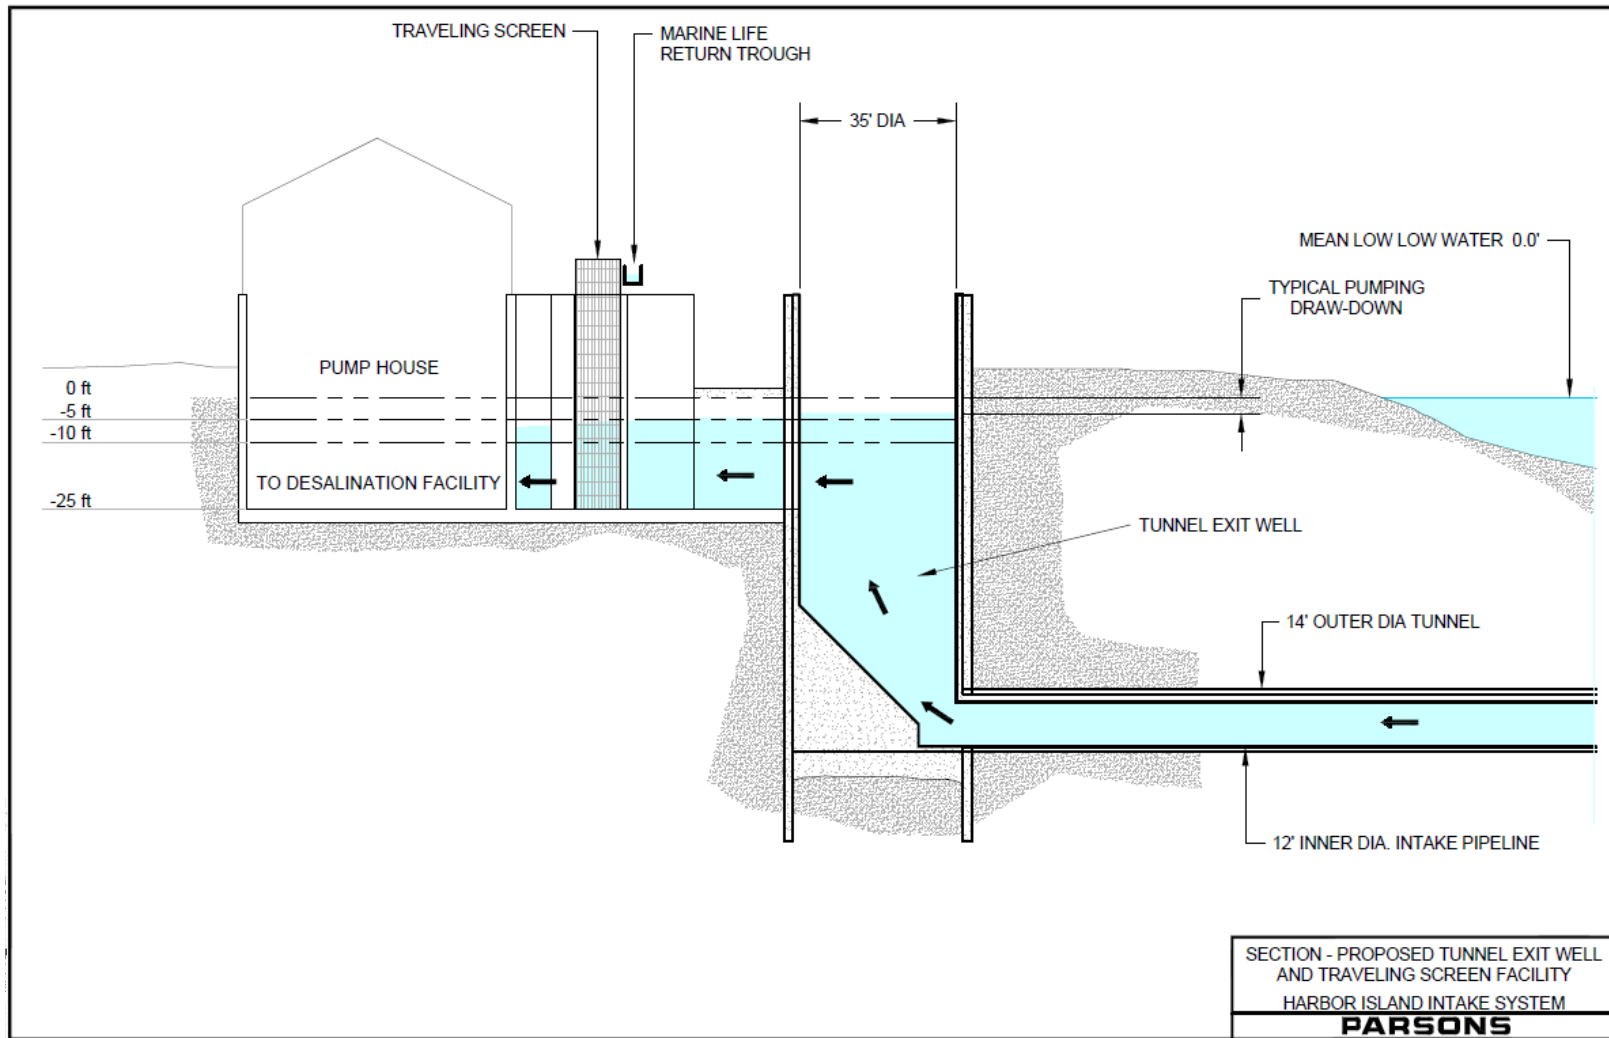 TRAVELING SCREEN
MARINE LIFE
RETURN TROUGH
35' DIA
MEAN LOW LOW WATER 0.0'
TYPICAL PUMPING
DRAW-DOWN
PUMP HOUSE
0 ft
-5 ft
-10 ft
TO DESALINATION FACILITY
-25 ft
TUNNEL EXIT WELL
14' OUTER DIA TUNNEL
12' INNER DIA. INTAKE PIPELINE
SECTION - PROPOSED TUNNEL EXIT WELL
AND TRAVELING SCREEN FACILITY
HARBOR ISLAND INTAKE SYSTEM
PARSONS